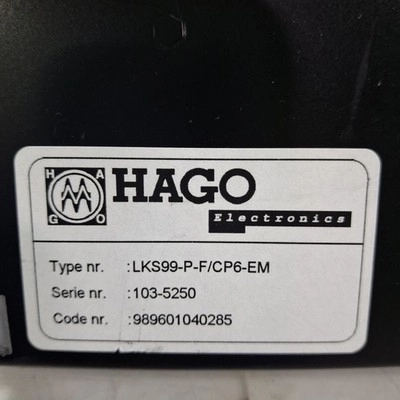 H A G O
HAGO
Electronics
Type nr. :LKS99-P-F/CP6-EM
Serie nr. :103-5250
Code nr. :989601040285